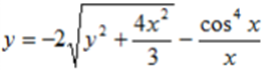 y = -2√(y² + 4x²/3) - cos⁴ x/x